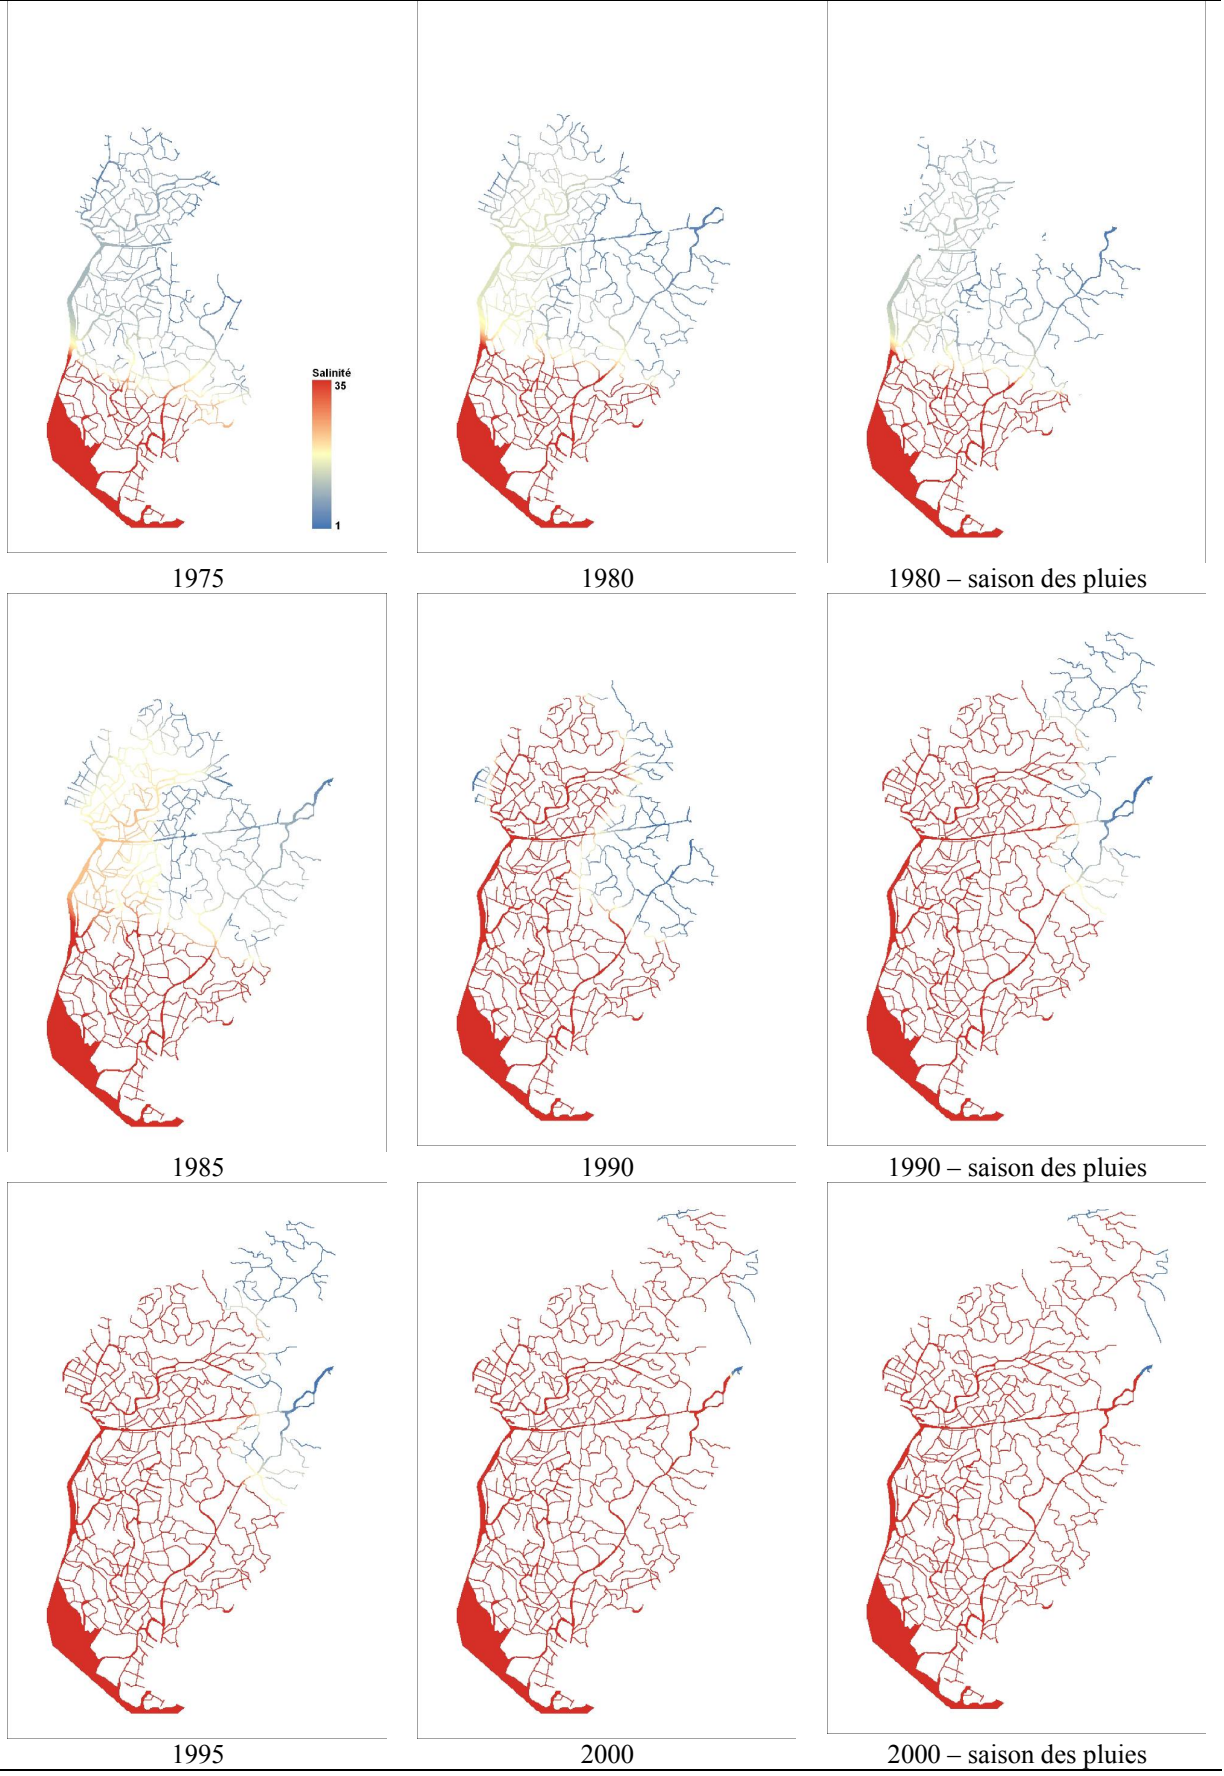 Salinité
35
1
1975
1980
1980 – saison des pluies
1985
1990
1990 – saison des pluies
1995
2000
2000 – saison des pluies